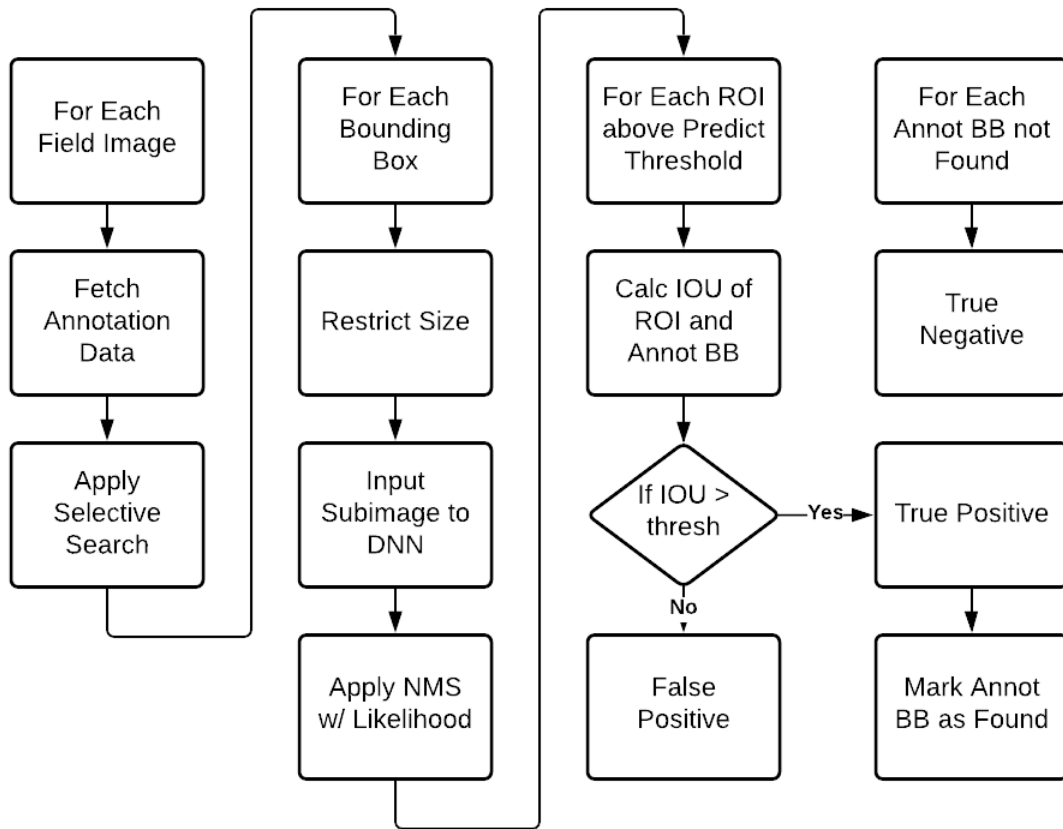 For Each
Field Image
Fetch
Annotation
Data
Apply
Selective
Search
For Each
Bounding
Box
Restrict Size
Input
Subimage to
DNN
Apply NMS
w/ Likelihood
For Each ROI
above Predict
Threshold
Calc IOU of
ROI and
Annot BB
If IOU >
thresh
Yes
No
False
Positive
For Each
Annot BB not
Found
True
Negative
True Positive
Mark Annot
BB as Found